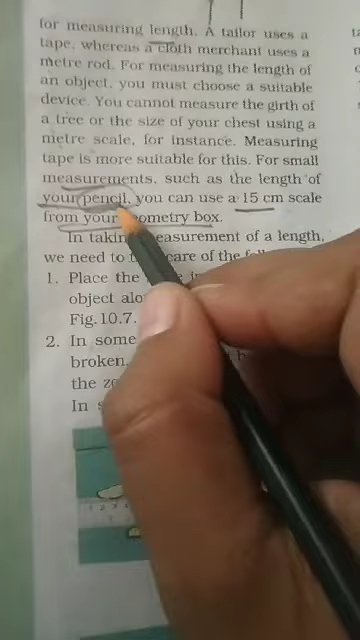 for measuring length. A tailor uses a
tape, whereas a cloth merchant uses a
metre rod. For measuring the length of
an object, you must choose a suitable
device. You cannot measure the girth of
a tree or the size of your chest using a
metre scale, for instance. Measuring
tape is more suitable for this. For small
measurements, such as the length of
your pencil, you can use a 15 cm scale
from your ometry box.
In takin easurement of a length,
we need to care of the
1. Place the
object alo
Fig. 10.7.
2. In some
broken.
the ze
In